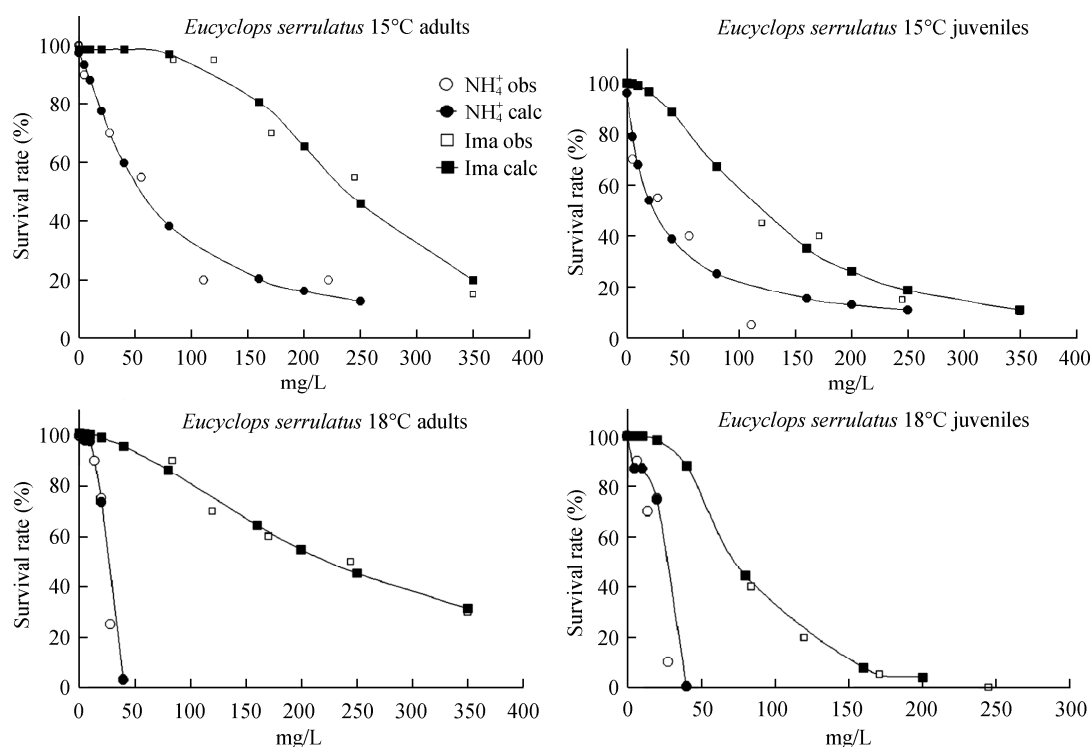 Eucyclops serrulatus 15°C adults
Survival rate (%)
100
80
60
40
20
0
NH₄⁺ obs
NH₄⁺ calc
Ima obs
Ima calc
0 50 100 150 200 250 300 350 400
mg/L
Eucyclops serrulatus 15°C juveniles
Survival rate (%)
100
80
60
40
20
0
0 50 100 150 200 250 300 350 400
mg/L
Eucyclops serrulatus 18°C adults
Survival rate (%)
100
80
60
40
20
0
0 50 100 150 200 250 300 350 400
mg/L
Eucyclops serrulatus 18°C juveniles
Survival rate (%)
100
80
60
40
20
0
0 50 100 150 200 250 300
mg/L